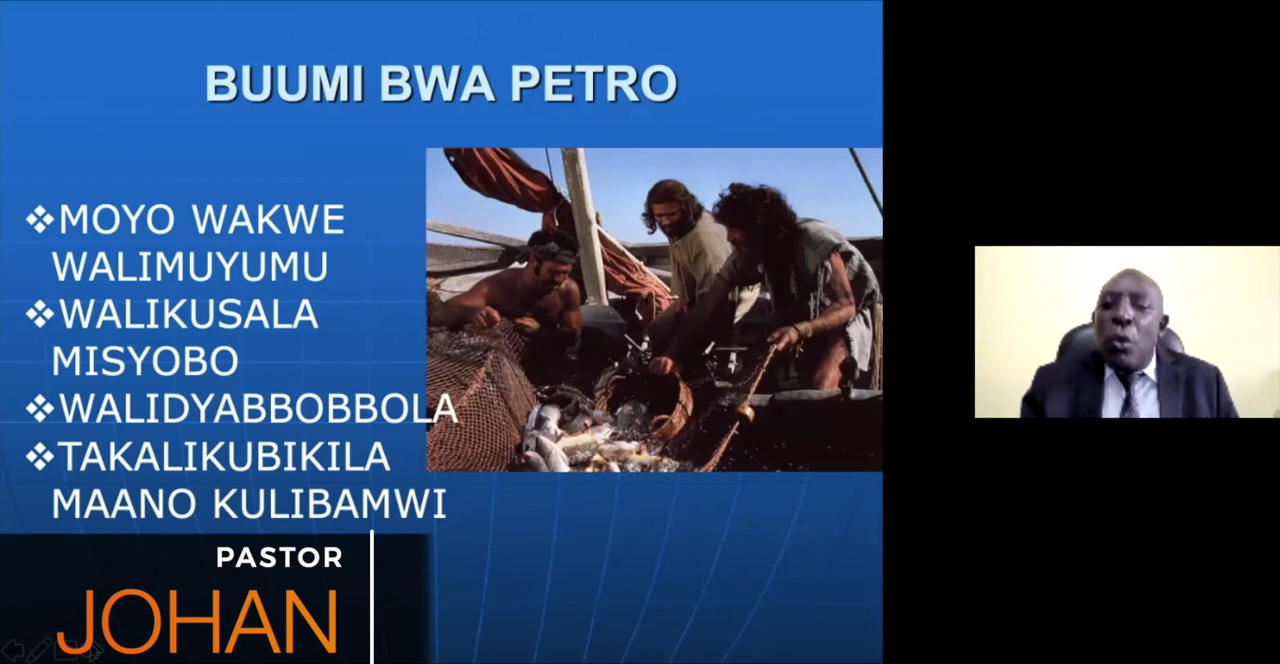 BUUMI BWA PETRO
❖MOYO WAKWE
WALIMUYUMU
❖WALIKUSALA
MISYOBO
❖WALIDYABBOBBOLA
❖TAKALIKUBIKILA
MAANO KULIBAMWI
PASTOR
JOHAN